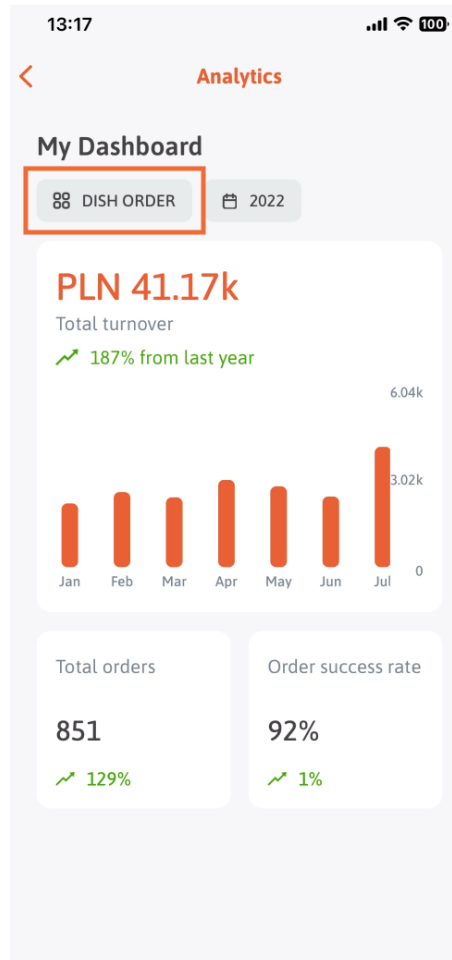 13:17 100
Analytics
My Dashboard
DISH ORDER 2022
PLN 41.17k
Total turnover
187% from last year
6.04k
3.02k
0
Jan Feb Mar Apr May Jun Jul
Total orders
851
129%
Order success rate
92%
1%